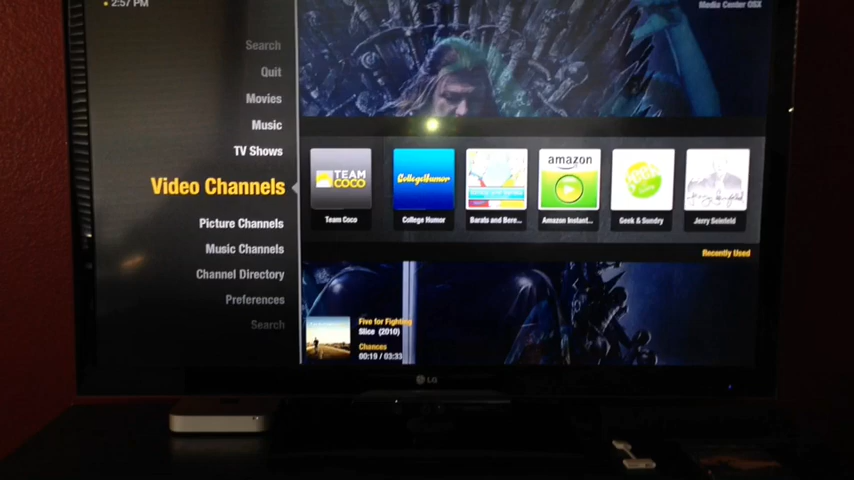 2:57 PM
Media Center OSX
Search
Quit
Movies
Music
TV Shows
Video Channels
Picture Channels
Music Channels
Channel Directory
Preferences
Search
TEAM
COCO
CollegeHumor
amazon
GEEK &
Team Coco
College Humor
Barats and Bere...
Amazon Instant...
Geek & Sundry
Jerry Seinfeld
Recently Used
Five for Fighting
Slice (2010)
Chances
00:19 / 03:33
LG